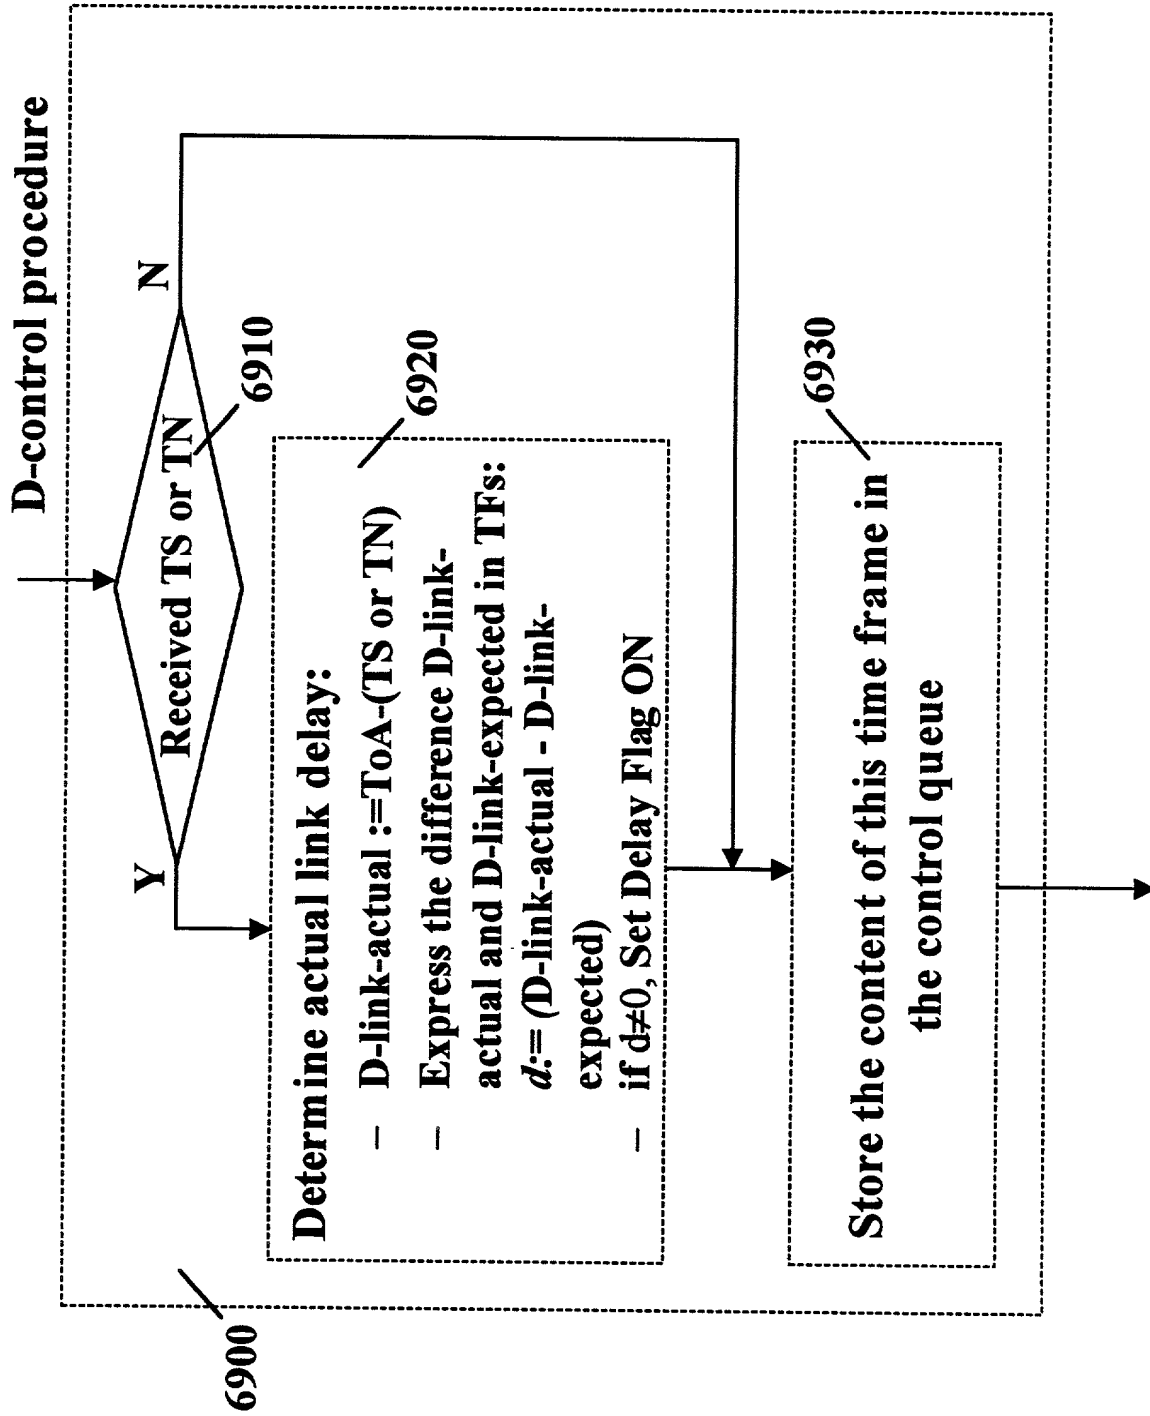 D-control procedure
Y
Received TS or TN
N
6910
Determine actual link delay:
– D-link-actual :=ToA-(TS or TN)
– Express the difference D-link-
actual and D-link-expected in TFs:
d:= (D-link-actual - D-link-
expected)
– if d≠0, Set Delay Flag ON
6920
Store the content of this time frame in
the control queue
6930
6900